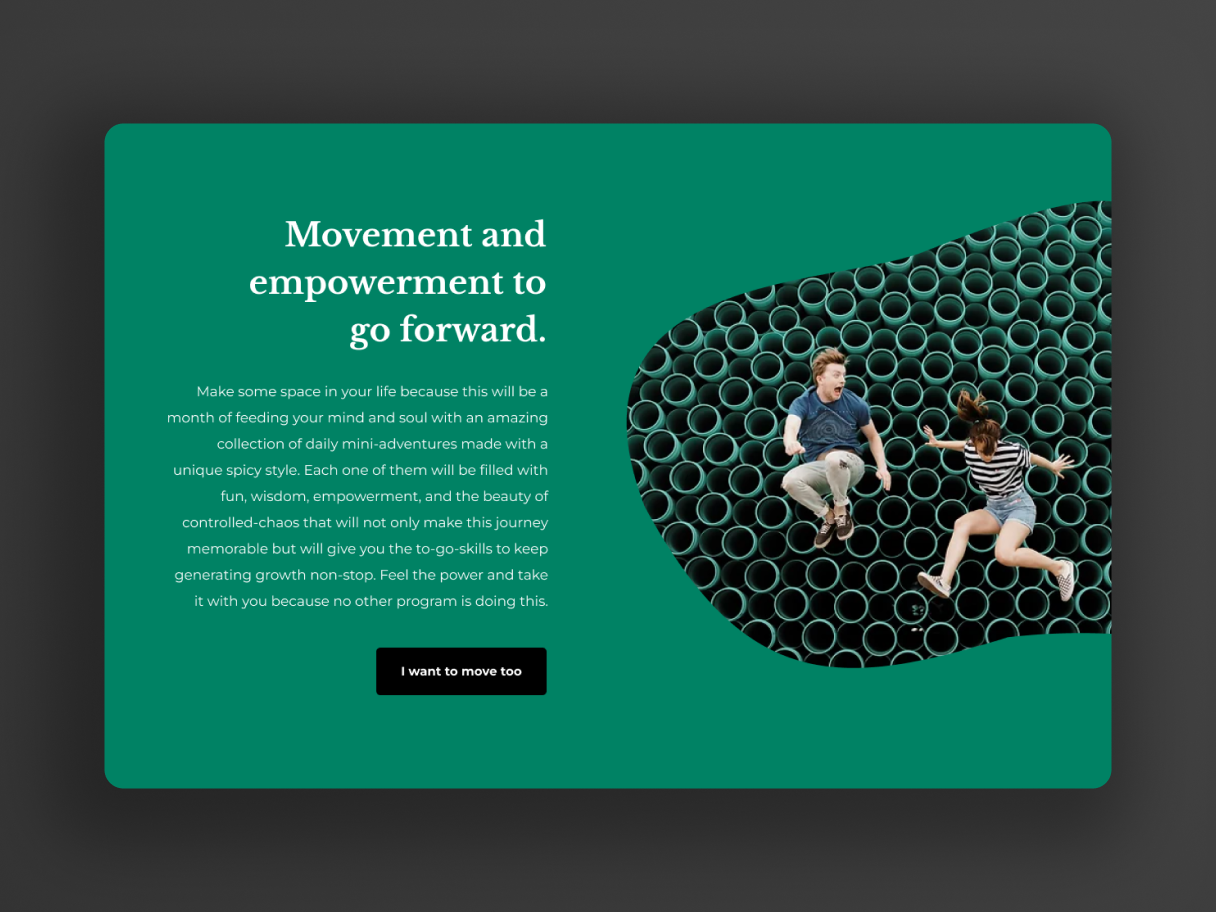 Movement and
empowerment to
go forward.
Make some space in your life because this will be a
month of feeding your mind and soul with an amazing
collection of daily mini-adventures made with a
unique spicy style. Each one of them will be filled with
fun, wisdom, empowerment, and the beauty of
controlled-chaos that will not only make this journey
memorable but will give you the to-go-skills to keep
generating growth non-stop. Feel the power and take
it with you because no other program is doing this.
I want to move too